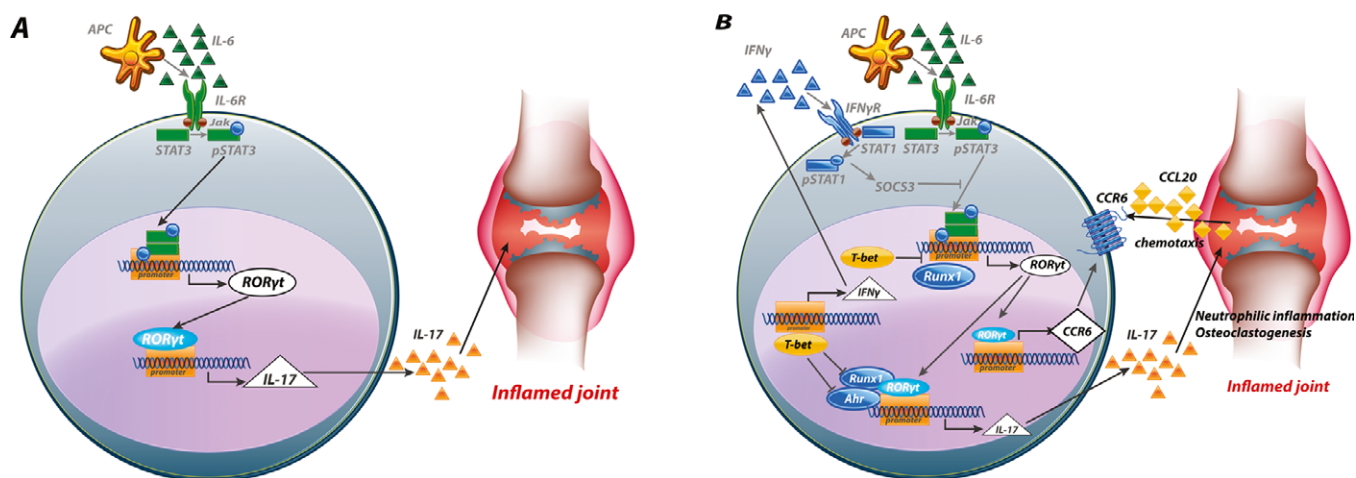 A
APC
IL-6
IL-6R
Jak
STAT3
pSTAT3
promoter
RORγt
RORγt
promoter
IL-17
IL-17
Inflamed joint
B
IFNγ
APC
IL-6
IFNγR
IL-6R
Jak
STAT1
STAT3
pSTAT3
pSTAT1
SOCS3
CCR6
CCL20
chemotaxis
T-bet
promoter
Runx1
RORγt
IFNγ
promoter
RORγt
CCR6
promoter
T-bet
Runx1
RORγt
Ahr
promoter
IL-17
IL-17
Neutrophilic inflammation
Osteoclastogenesis
Inflamed joint